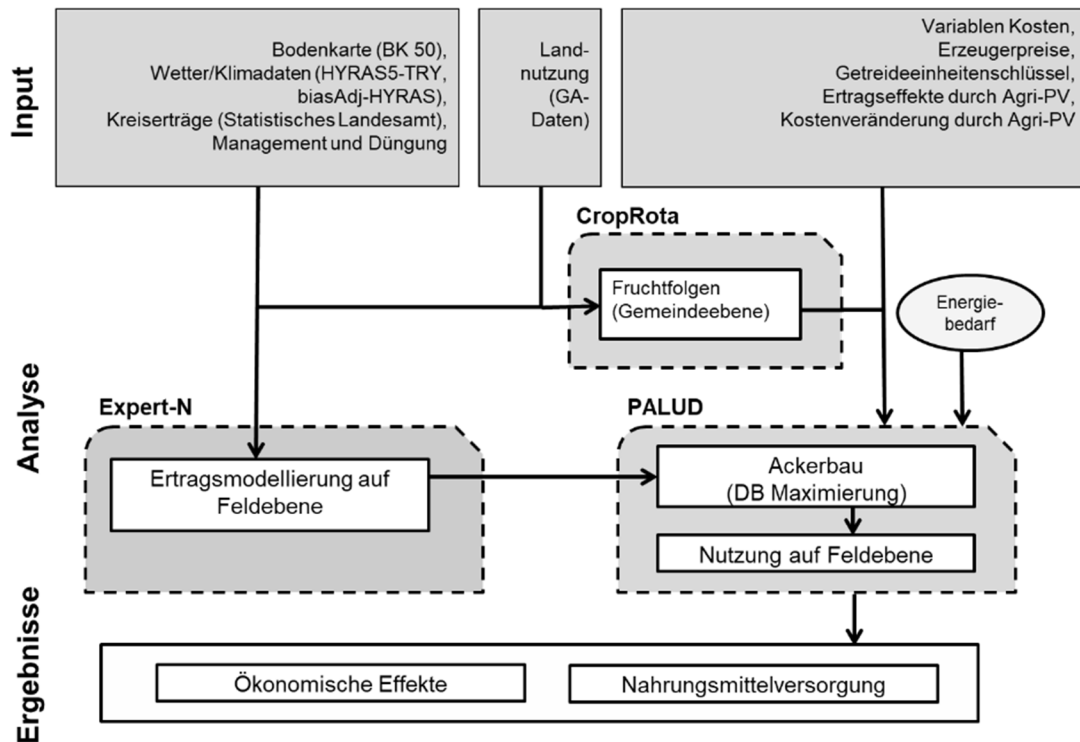 Input
Bodenkarte (BK 50),
Wetter/Klimadaten (HYRAS5-TRY,
biasAdj-HYRAS),
Kreiserträge (Statistisches Landesamt),
Management und Düngung
Land-
nutzung
(GA-
Daten)
Variablen Kosten,
Erzeugerpreise,
Getreideeinheitenschlüssel,
Ertragseffekte durch Agri-PV,
Kostenveränderung durch Agri-PV
CropRota
Fruchtfolgen
(Gemeindeebene)
Energie-
bedarf
Analyse
Expert-N
Ertragsmodellierung auf
Feldebene
PALUD
Ackerbau
(DB Maximierung)
Nutzung auf Feldebene
Ergebnisse
Ökonomische Effekte
Nahrungsmittelversorgung